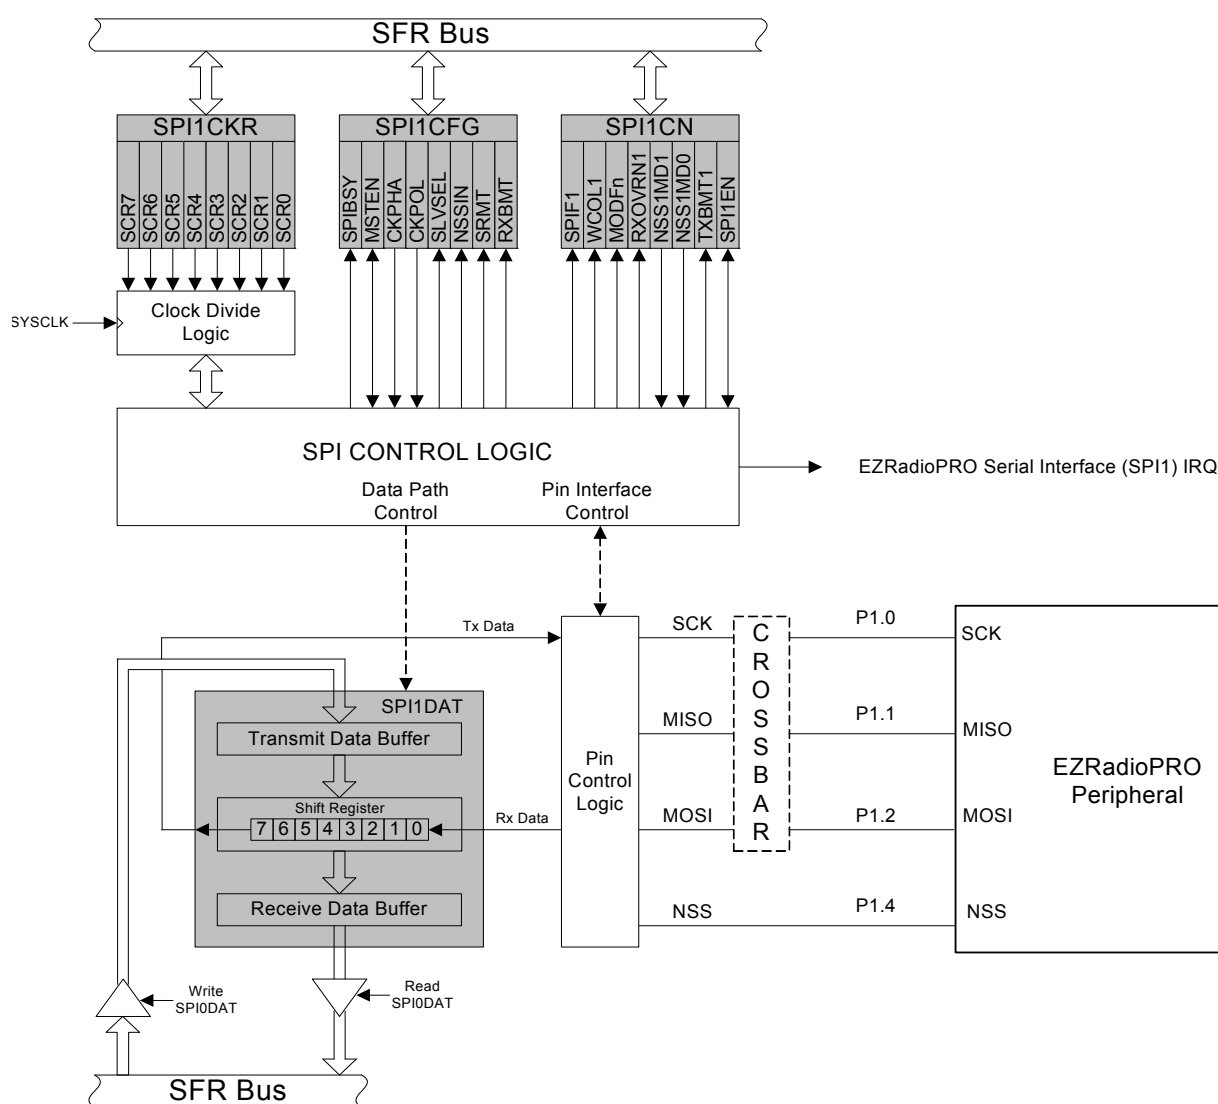 SFR Bus
SPI1CKR
SPI1CFG
SPI1CN
SCR7
SCR6
SCR5
SCR4
SCR3
SCR2
SCR1
SCR0
SPIBSY
MSTEN
CKPHA
CKPOL
SLVSEL
NSSIN
SRMT
RXBMT
SPIF1
WCOL1
MODFn
RXOVRN1
NSS1MD1
NSS1MD0
TXBMT1
SPI1EN
SYSCLK
Clock Divide
Logic
SPI CONTROL LOGIC
Data Path
Control
Pin Interface
Control
EZRadioPRO Serial Interface (SPI1) IRQ
Tx Data
SCK
P1.0
SCK
SPI1DAT
Transmit Data Buffer
MISO
P1.1
MISO
Pin
Control
Logic
CROSSBAR
EZRadioPRO
Peripheral
Shift Register
7 6 5 4 3 2 1 0
Rx Data
MOSI
P1.2
MOSI
Receive Data Buffer
NSS
P1.4
NSS
Write
SPI0DAT
Read
SPI0DAT
SFR Bus